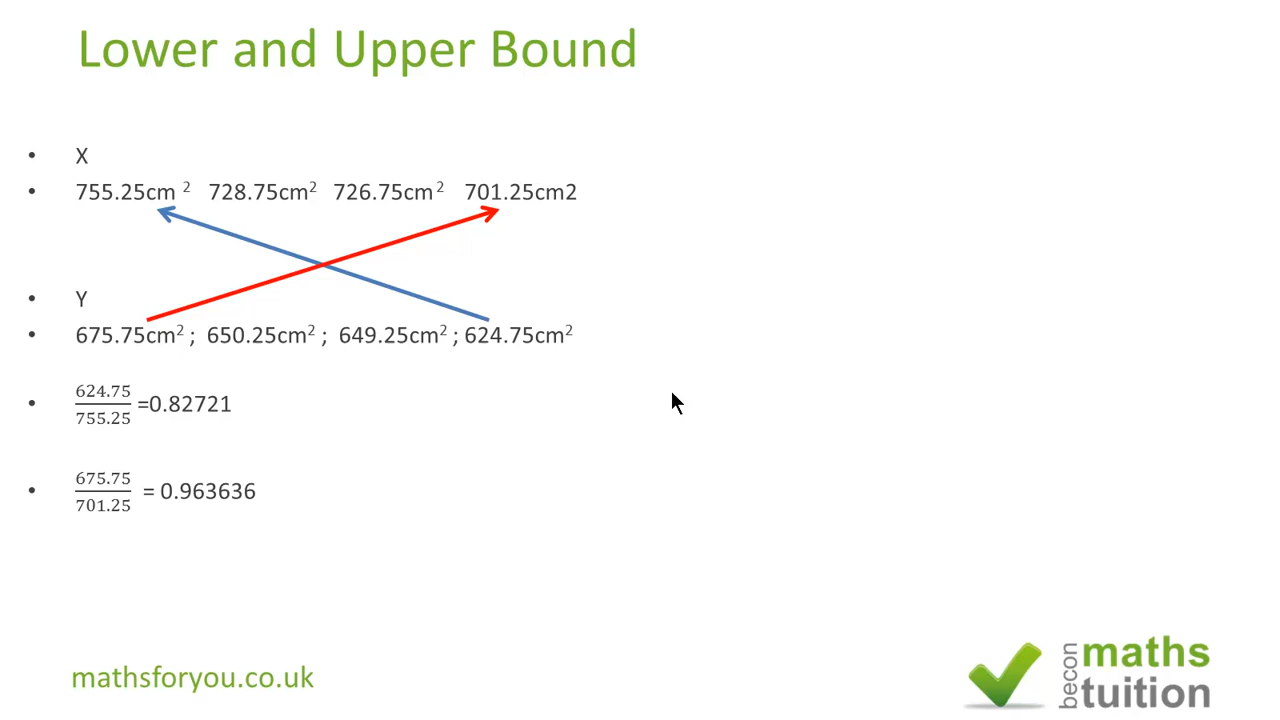 Lower and Upper Bound
• X
• 755.25cm ² 728.75cm² 726.75cm ² 701.25cm2
• Y
• 675.75cm² ; 650.25cm² ; 649.25cm² ; 624.75cm²
• 624.75/755.25 =0.82721
• 675.75/701.25 = 0.963636
mathsforyou.co.uk
becon maths tuition